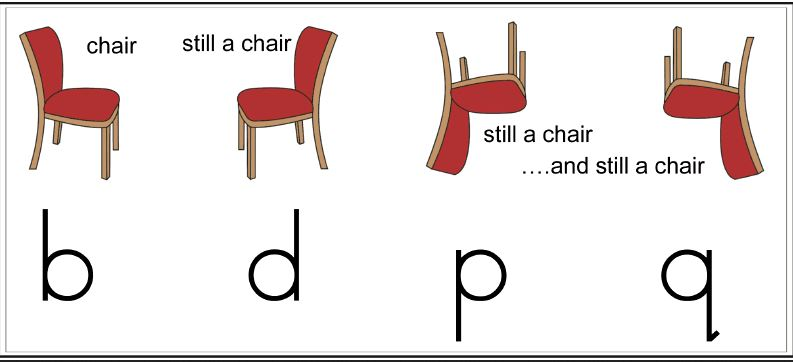 chair
still a chair
still a chair
....and still a chair
b d p q